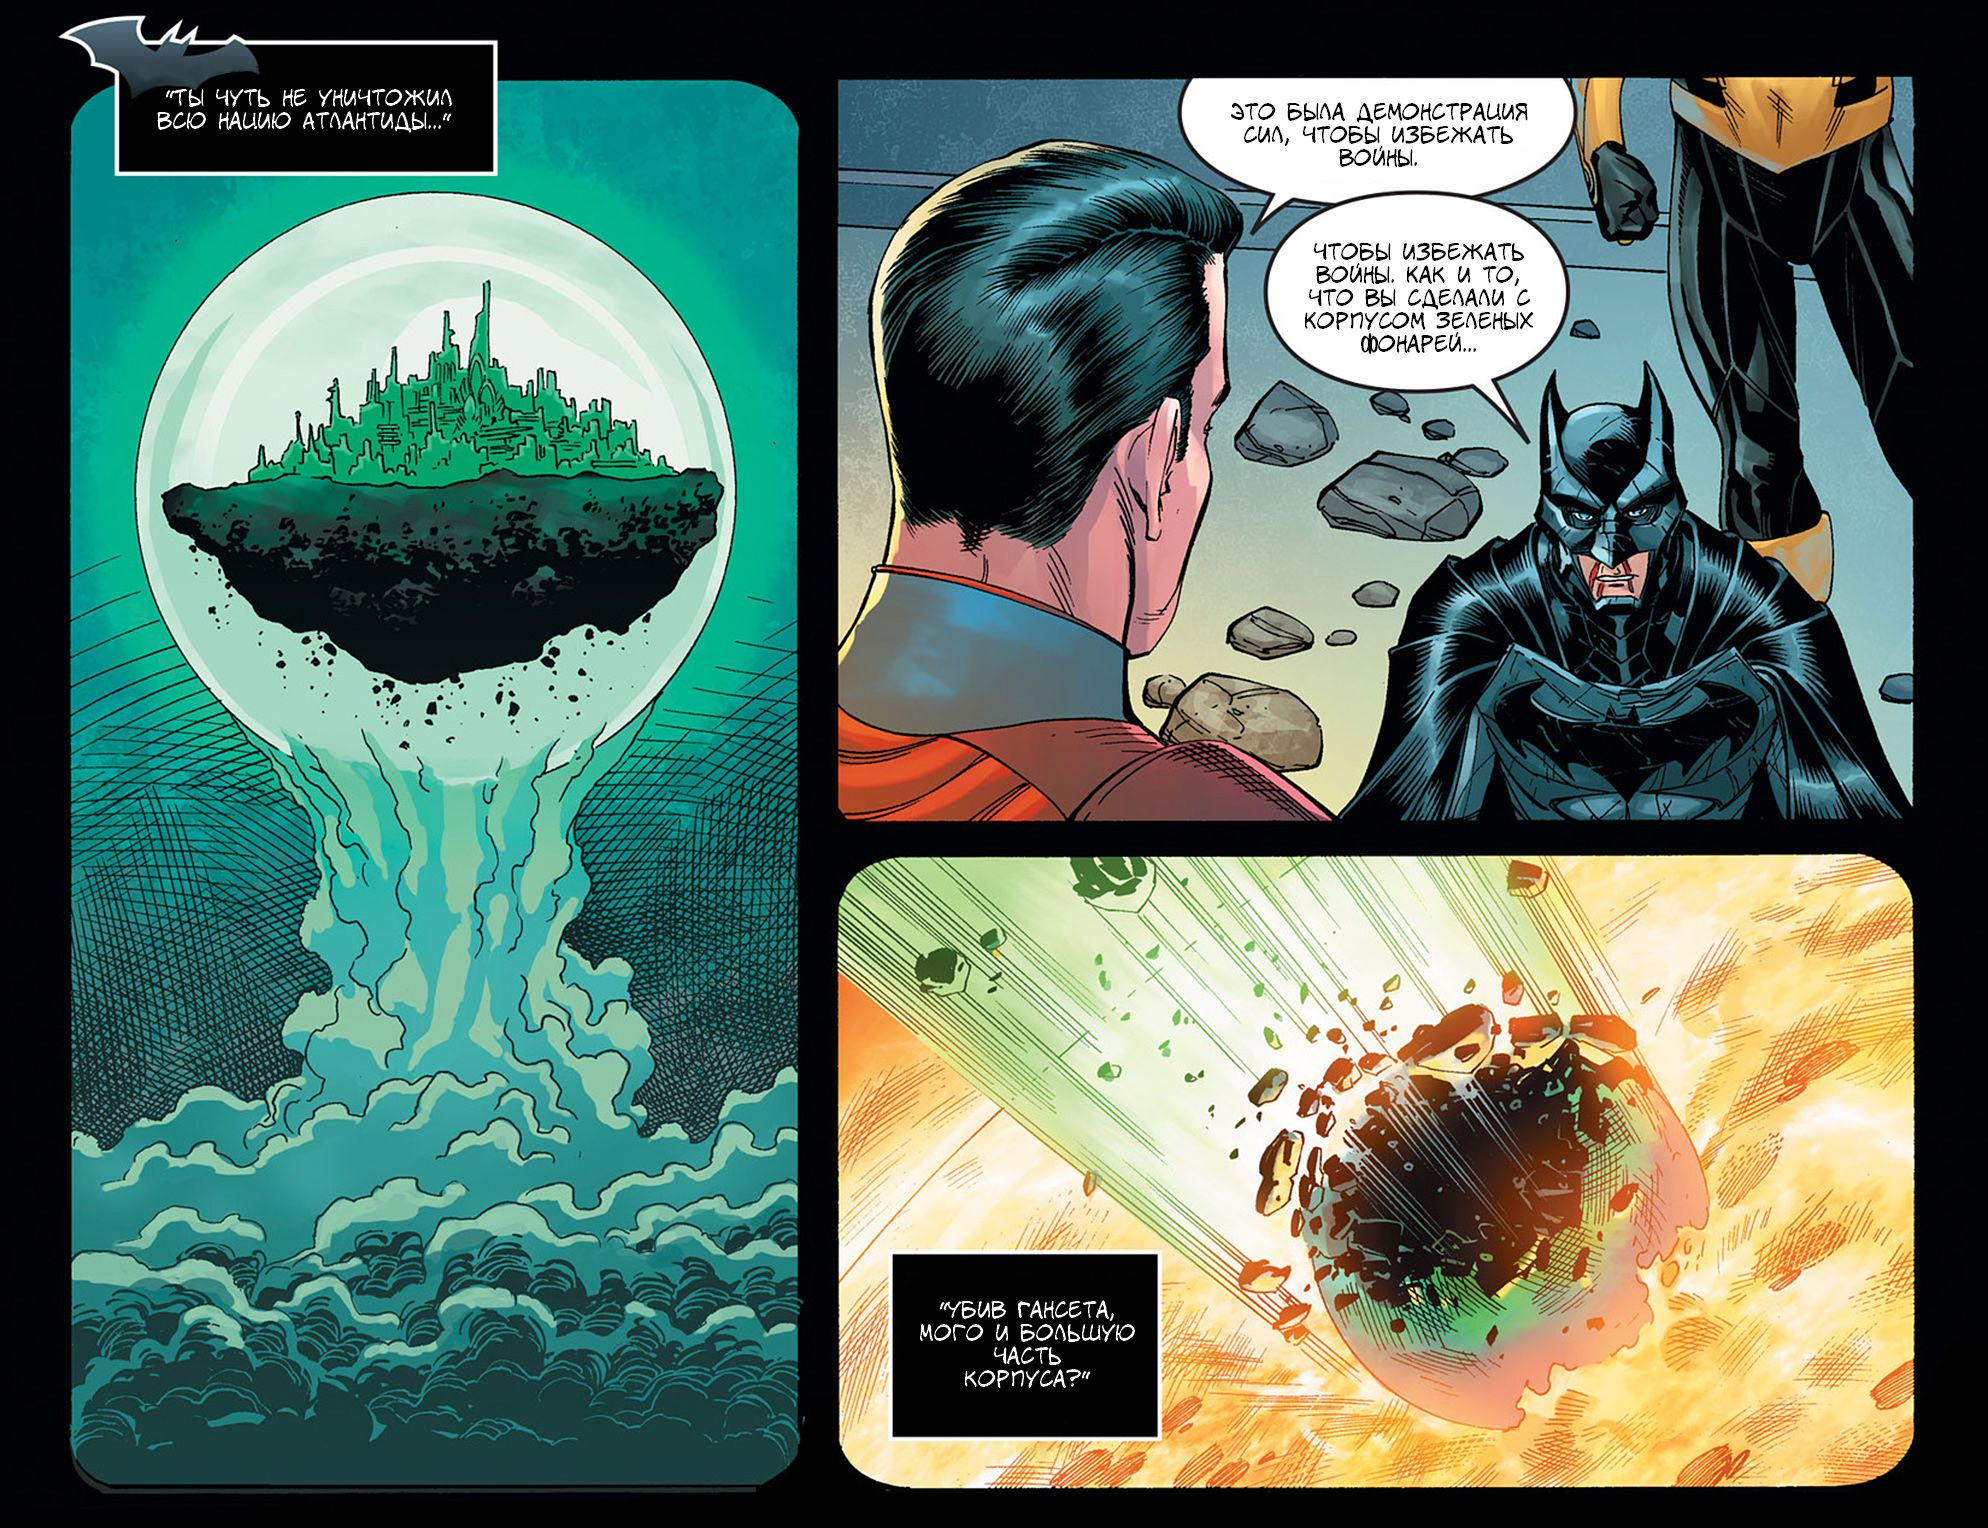 "ТЫ ЧУТЬ НЕ УНИЧТОЖИЛ
ВСЮ НАЦИЮ АТЛАНТИДЫ..."
ЭТО БЫЛА ДЕМОНСТРАЦИЯ
СИЛ, ЧТОБЫ ИЗБЕЖАТЬ
ВОЙНЫ.
ЧТОБЫ ИЗБЕЖАТЬ
ВОЙНЫ. КАК И ТО,
ЧТО ВЫ СДЕЛАЛИ С
КОРПУСОМ ЗЕЛЕНЫХ
ФОНАРЕЙ...
"УБИВ ГАНСЕТА,
МОГО И БОЛЬШУЮ
ЧАСТЬ
КОРПУСА?"